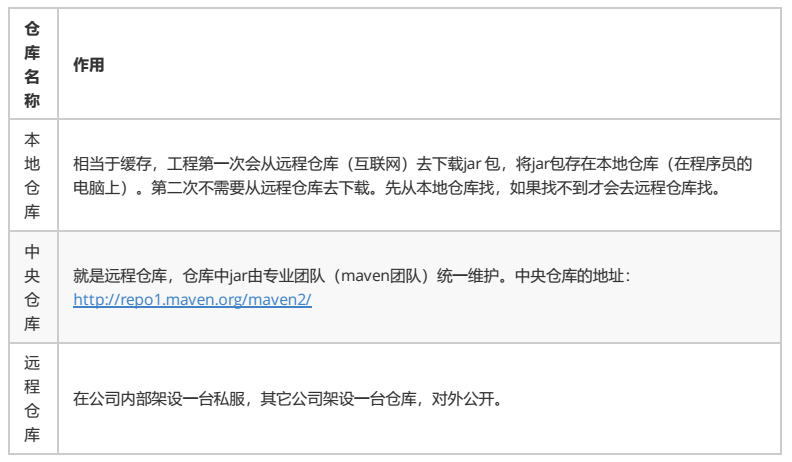 仓
库
名
称
作用
本
地
仓
库
相当于缓存，工程第一次会从远程仓库（互联网）去下载jar 包，将jar包存在本地仓库（在程序员的
电脑上）。第二次不需要从远程仓库去下载。先从本地仓库找，如果找不到才会去远程仓库找。
中
央
仓
库
就是远程仓库，仓库中jar由专业团队（maven团队）统一维护。中央仓库的地址：
http://repo1.maven.org/maven2/
远
程
仓
库
在公司内部架设一台私服，其它公司架设一台仓库，对外公开。